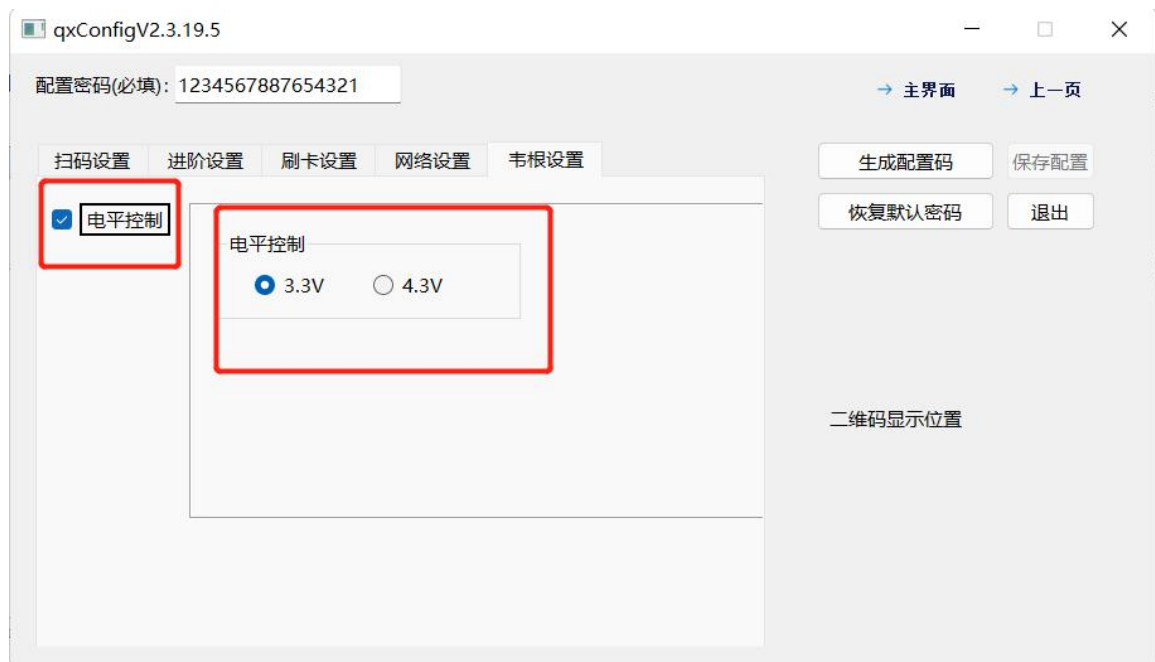 qxConfigV2.3.19.5
配置密码(必填): 1234567887654321
→ 主界面 → 上一页
扫码设置 进阶设置 刷卡设置 网络设置 韦根设置
生成配置码 保存配置
电平控制
恢复默认密码 退出
电平控制
3.3V 4.3V
二维码显示位置